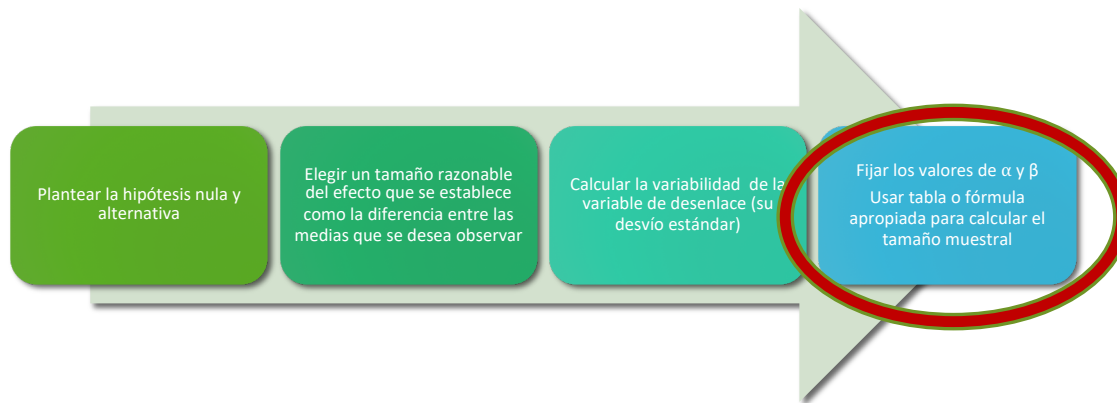 Plantear la hipótesis nula y
alternativa
Elegir un tamaño razonable
del efecto que se establece
como la diferencia entre las
medias que se desea observar
Calcular la variabilidad de la
variable de desenlace (su
desvío estándar)
Fijar los valores de α y β
Usar tabla o fórmula
apropiada para calcular el
tamaño muestral